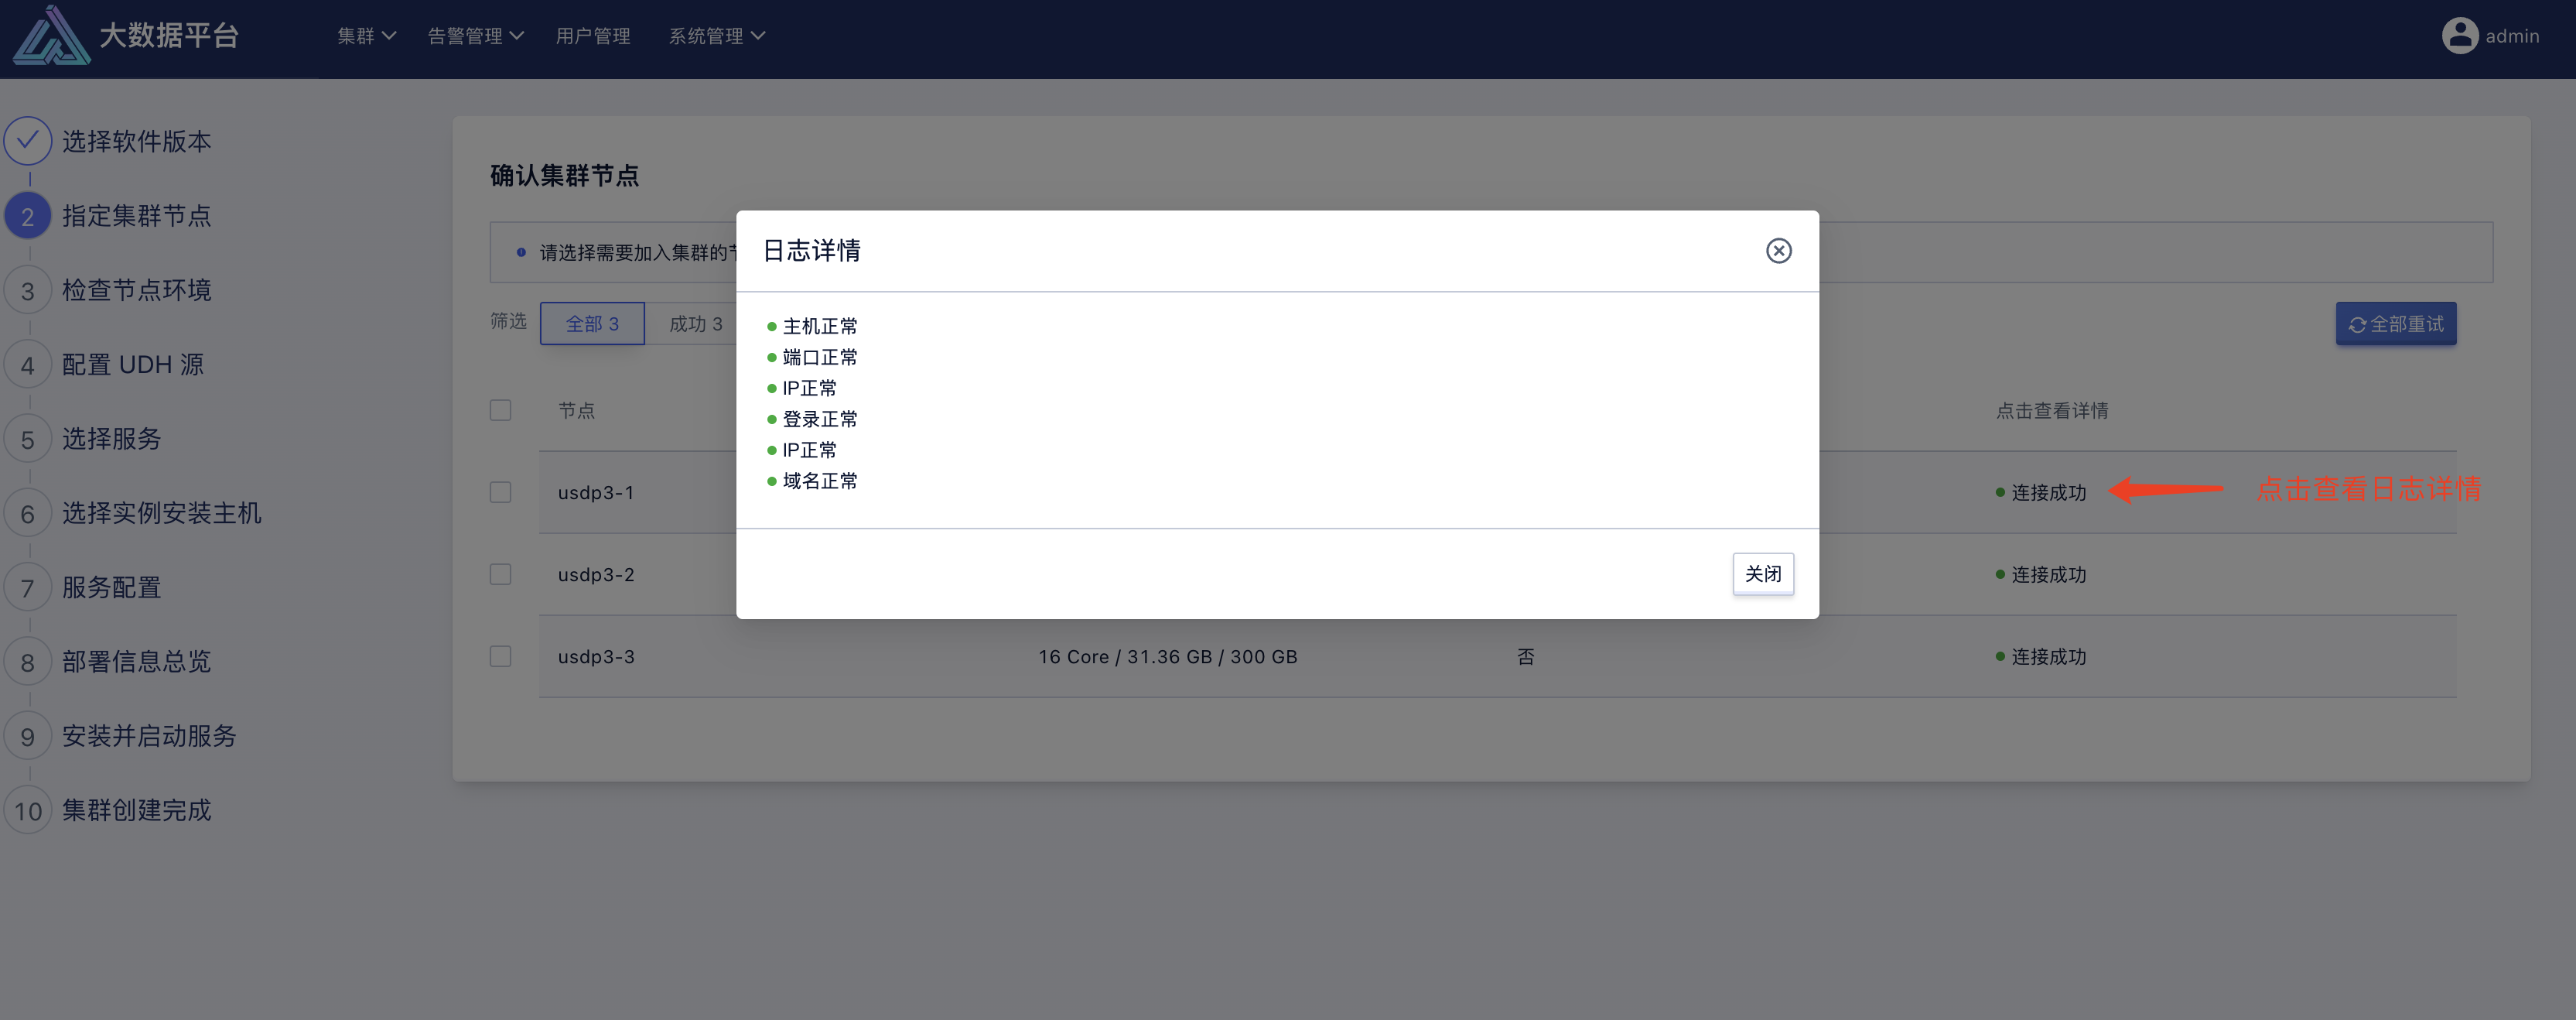 大数据平台
集群
告警管理
用户管理
系统管理
admin
选择软件版本
2 指定集群节点
3 检查节点环境
4 配置 UDH 源
5 选择服务
6 选择实例安装主机
7 服务配置
8 部署信息总览
9 安装并启动服务
10 集群创建完成
确认集群节点
请选择需要加入集群的
筛选 全部 3 成功 3
全部重试
节点 点击查看详情
usdp3-1 连接成功 点击查看日志详情
usdp3-2 连接成功
usdp3-3 16 Core / 31.36 GB / 300 GB 否 连接成功
日志详情
主机正常
端口正常
IP正常
登录正常
IP正常
域名正常
关闭